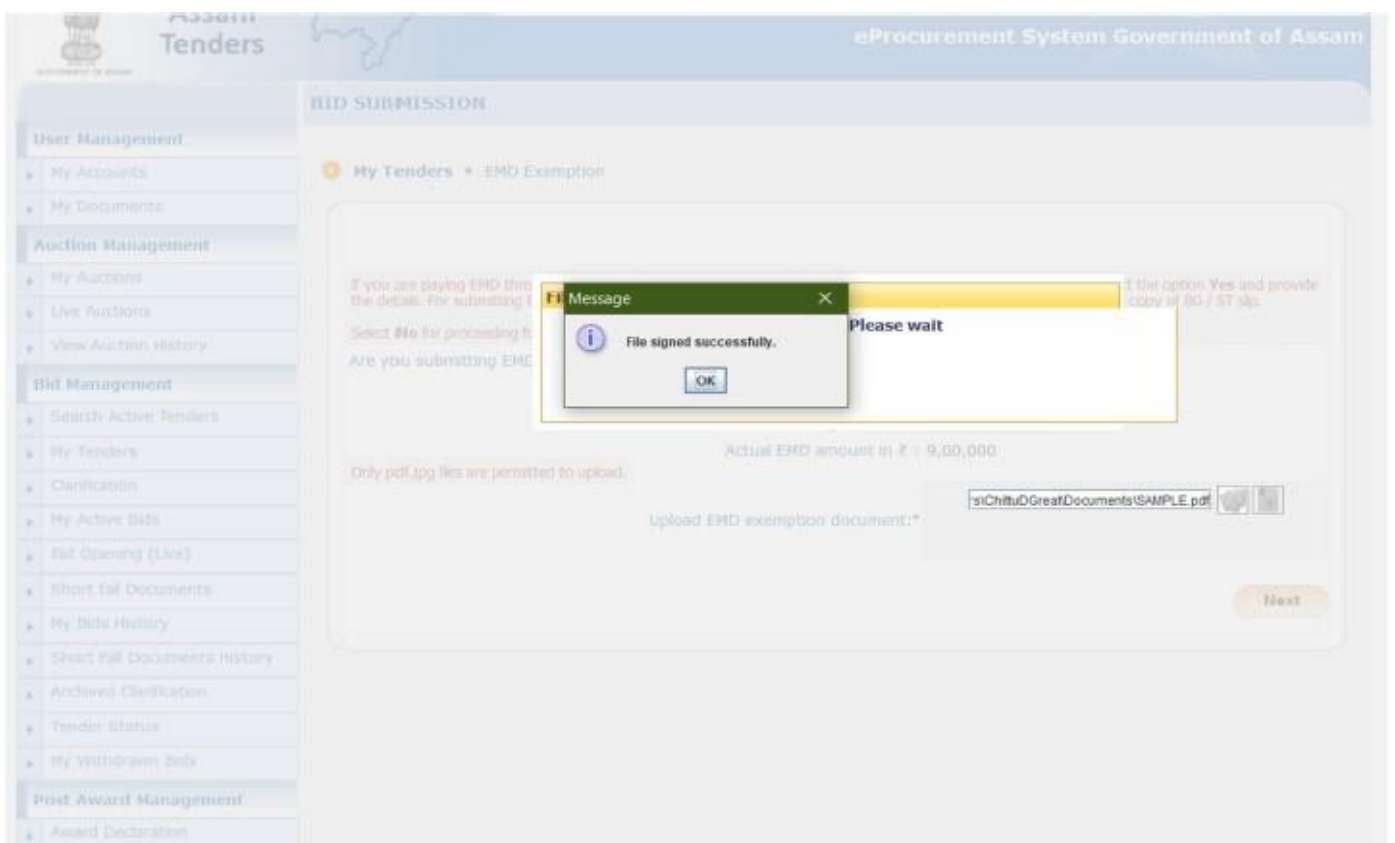 Assam
Tenders
eProcurement System Government of Assam
BID SUBMISSION
User Management
My Accounts
My Documents
Auction Management
My Auctions
Live Auctions
View Auction History
Bid Management
Search Active Tenders
My Tenders
Clarification
My Active Bids
Bid Opening (Live)
Short fall Documents
My Bids History
Short Fall Documents History
Archived Clarification
Tender Status
My Withdrawn Bids
Post Award Management
Award Declaration
My Tenders EMD Exemption
If you are paying EMD t the option Yes and provide
the details. For submitting copy of BG / ST slip.
Select No for proceeding
Are you submitting EMD
Message
File signed successfully.
OK
Please wait
Actual EMD amount in ₹ : 9,00,000
Only pdf,jpg files are permitted to upload.
Upload EMD exemption document:*
s\ChittuDGreat\Documents\SAMPLE.pdf
Next